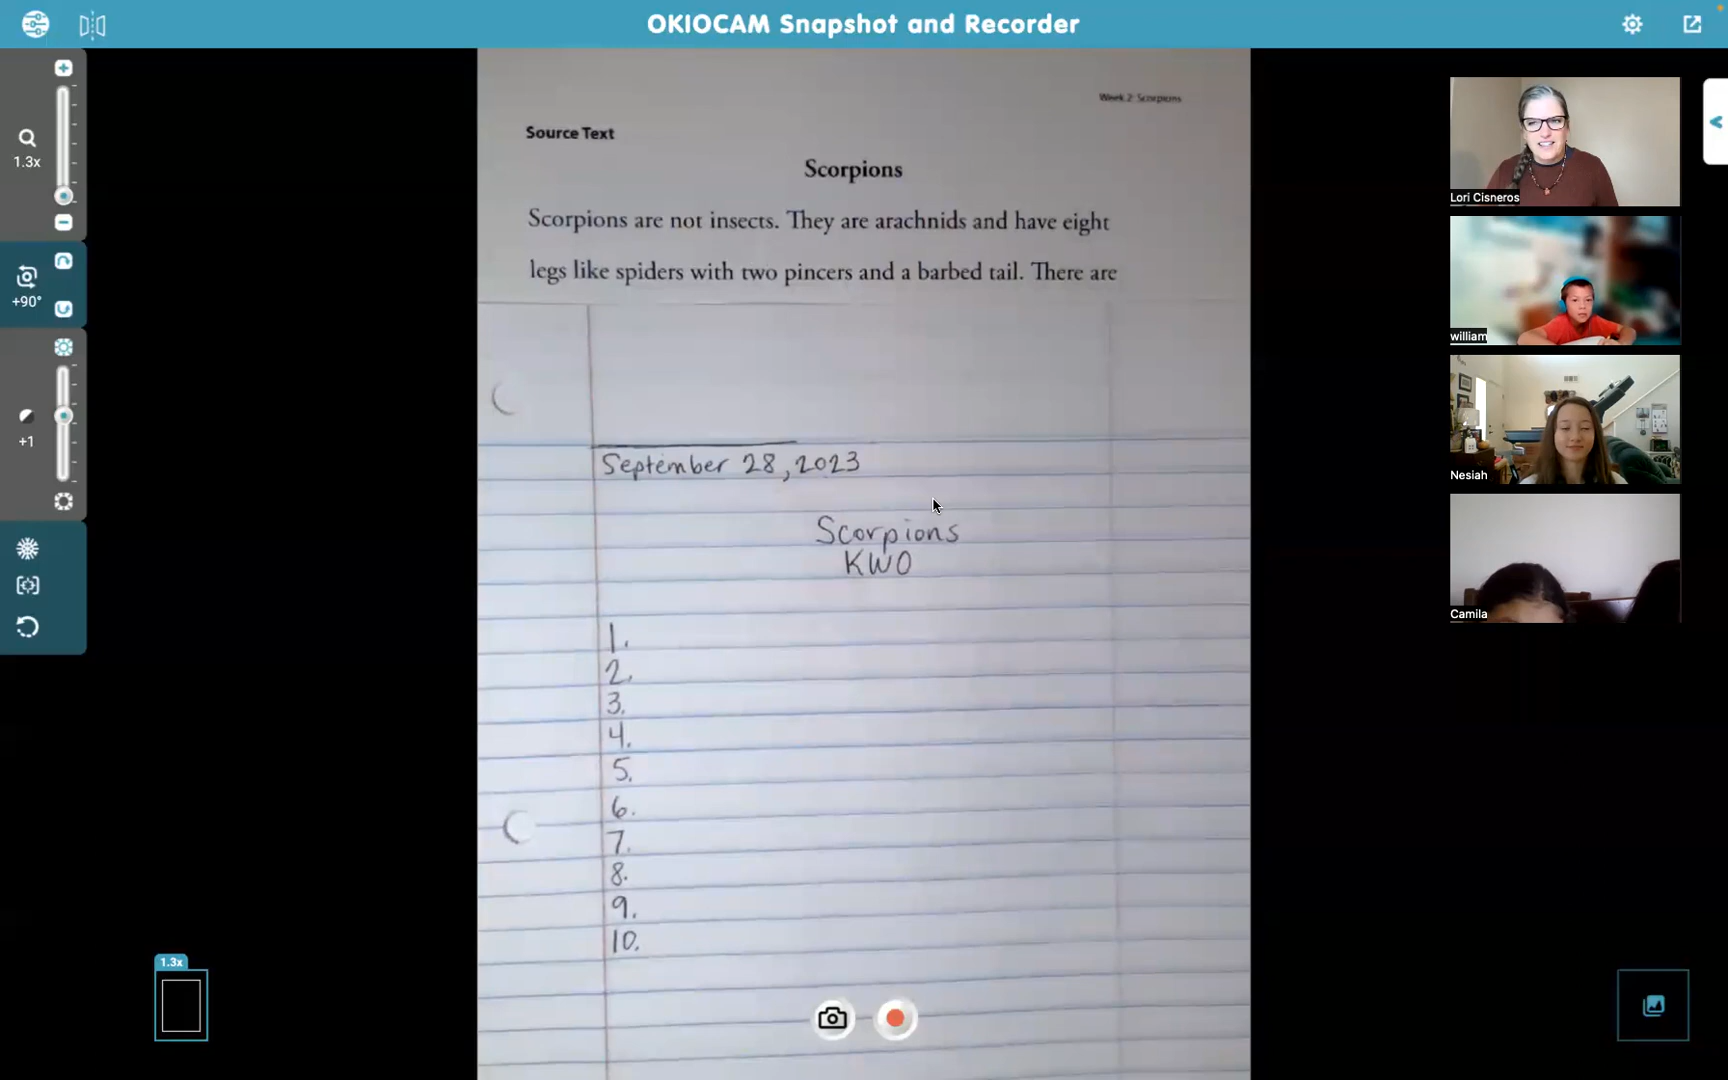 OKIOCAM Snapshot and Recorder
1.3x
+90°
+1
1.3x
Week 2: Scorpions
Source Text
Scorpions
Scorpions are not insects. They are arachnids and have eight
legs like spiders with two pincers and a barbed tail. There are
September 28, 2023
Scorpions
KWO
1.
2.
3.
4.
5.
6.
7.
8.
9.
10.
Lori Cisneros
william
Nesiah
Camila